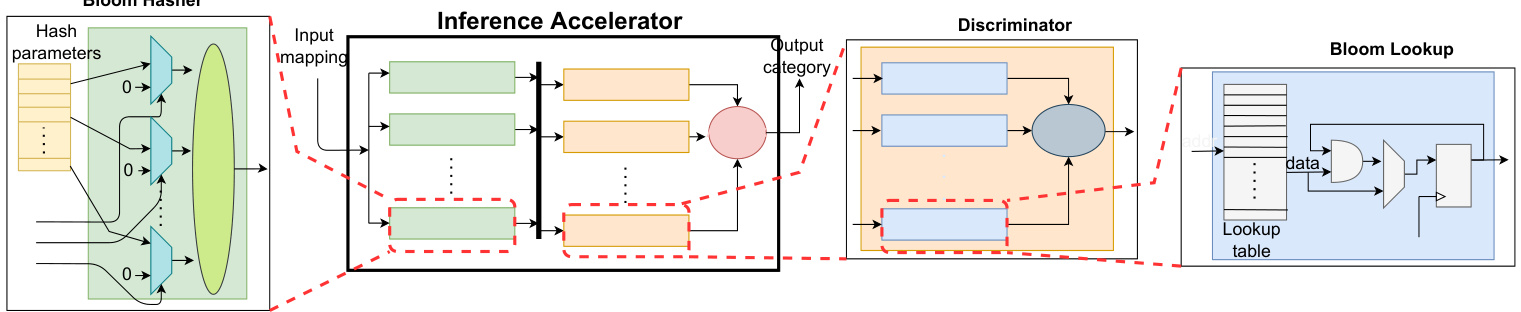 Bloom Hasher
Hash
parameters
0
0
0
Inference Accelerator
Input
mapping
Output
category
Discriminator
Bloom Lookup
data
Lookup
table